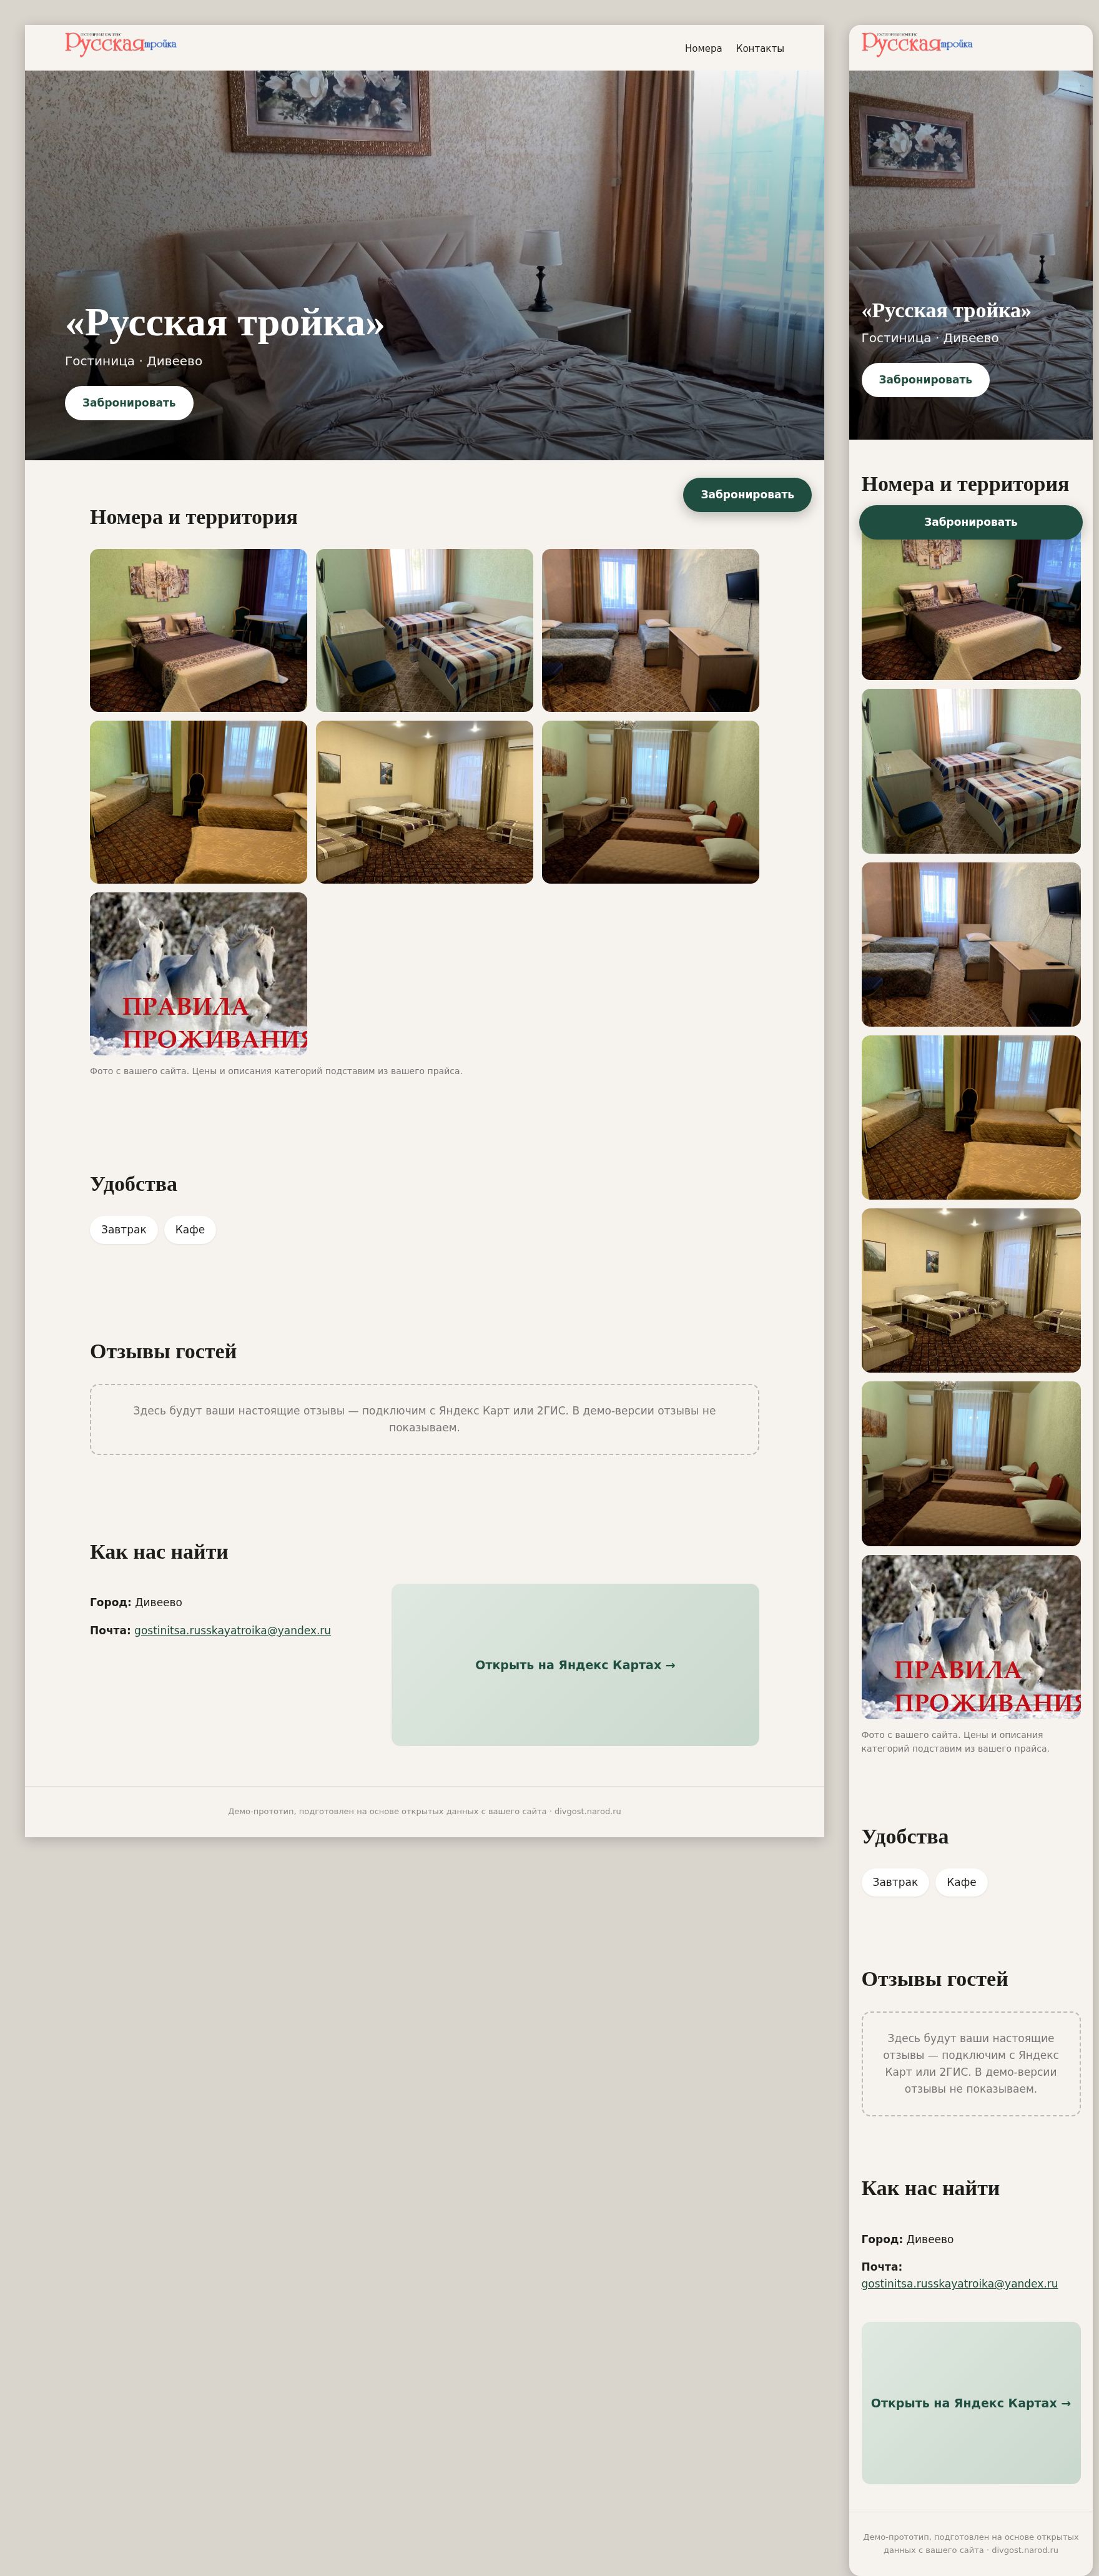 Русская тройка
Номера Контакты
«Русская тройка»
Гостиница · Дивеево
Забронировать
Забронировать
Номера и территория
ПРАВИЛА
ПРОЖИВАНИЯ
Фото с вашего сайта. Цены и описания категорий подставим из вашего прайса.
Удобства
Завтрак Кафе
Отзывы гостей
Здесь будут ваши настоящие отзывы — подключим с Яндекс Карт или 2ГИС. В демо-версии отзывы не
показываем.
Как нас найти
Город: Дивеево
Почта: gostinitsa.russkayatroika@yandex.ru
Открыть на Яндекс Картах →
Демо-прототип, подготовлен на основе открытых данных с вашего сайта · divgost.narod.ru
Русская тройка
«Русская тройка»
Гостиница · Дивеево
Забронировать
Номера и территория
Забронировать
ПРАВИЛА
ПРОЖИВАНИЯ
Фото с вашего сайта. Цены и описания
категорий подставим из вашего прайса.
Удобства
Завтрак Кафе
Отзывы гостей
Здесь будут ваши настоящие
отзывы — подключим с Яндекс
Карт или 2ГИС. В демо-версии
отзывы не показываем.
Как нас найти
Город: Дивеево
Почта:
gostinitsa.russkayatroika@yandex.ru
Открыть на Яндекс Картах →
Демо-прототип, подготовлен на основе открытых
данных с вашего сайта · divgost.narod.ru